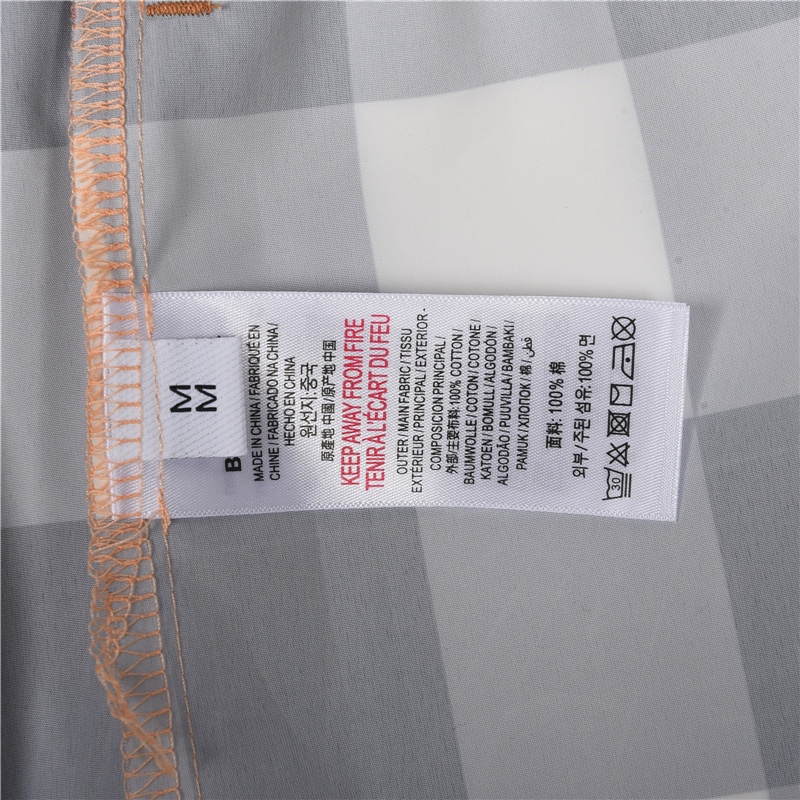 M
M
B
MADE IN CHINA / FABRIQUÉ EN
CHINE / FABRICADO NA CHINA /
HECHO EN CHINA
원산지: 중국
原產地 中國 / 原产地 中国
KEEP AWAY FROM FIRE
TENIR À L'ÉCART DU FEU
OUTER / MAIN FABRIC / TISSU
EXTÉRIEUR / PRINCIPAL / EXTERIOR -
COMPOSICION PRINCIPAL /
外部/主要布料: 100% COTTON /
BAUMWOLLE / COTON / COTONE /
KATOEN / BOMULL / ALGODÓN /
ALGODÃO / PUUVILLA / BAMBAKI /
PAMUK / ХЛОПОК / 棉 / قطن
面料: 100% 棉
외부 / 주된 섬유: 100% 면
30